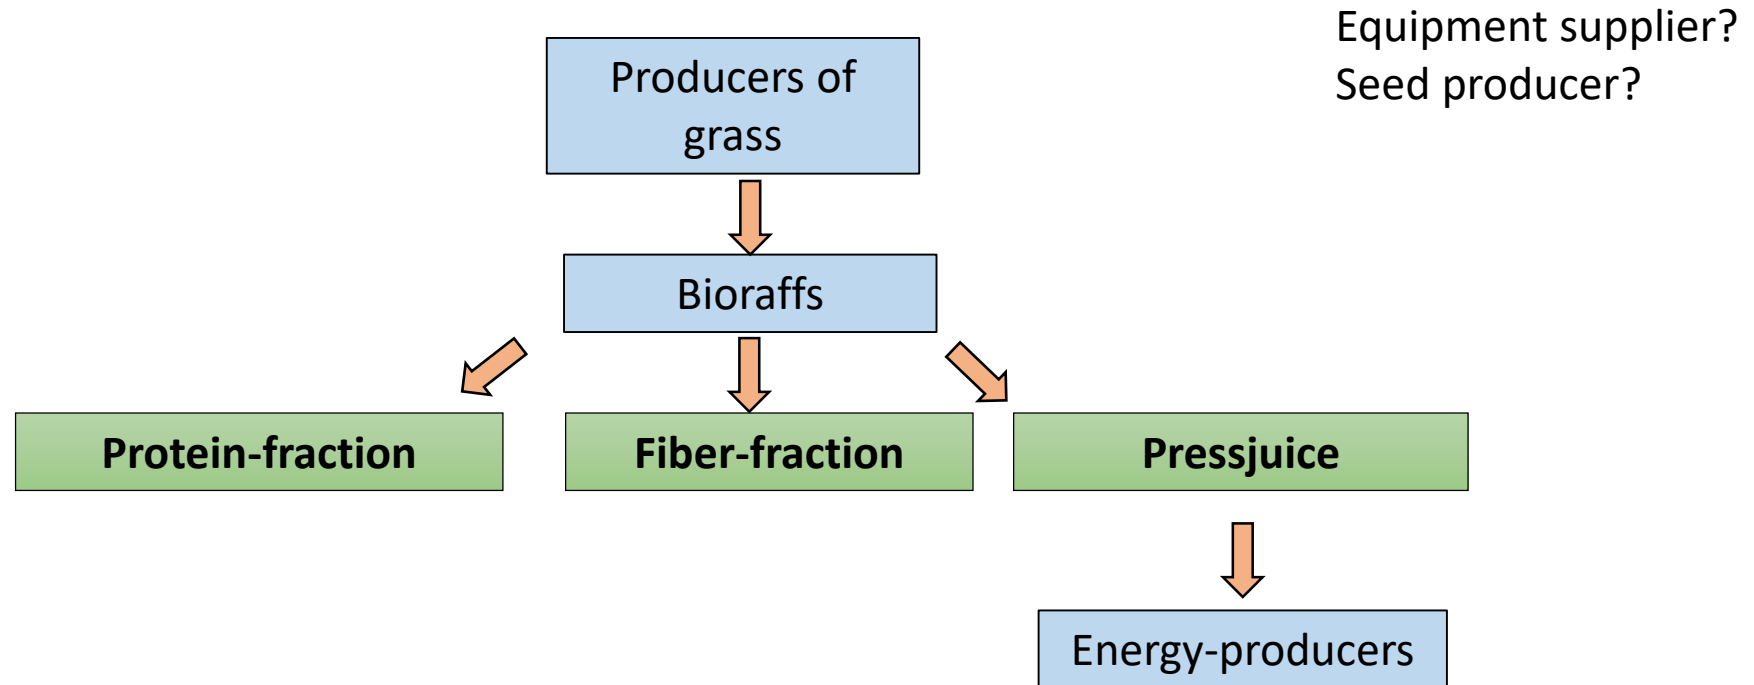 Equipment supplier?
Seed producer?
Producers of
grass
Bioraffs
Protein-fraction
Fiber-fraction
Pressjuice
Energy-producers